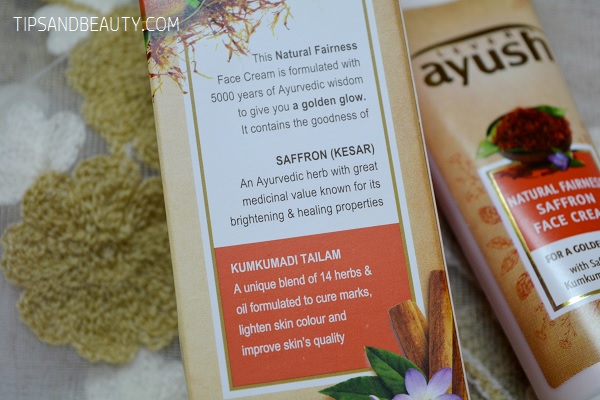 TIPSANDBEAUTY.COM
This Natural Fairness
Face Cream is formulated with
5000 years of Ayurvedic wisdom
to give you a golden glow.
It contains the goodness of
SAFFRON (KESAR)
An Ayurvedic herb with great
medicinal value known for its
brightening & healing properties
KUMKUMADI TAILAM
A unique blend of 14 herbs &
oil formulated to cure marks,
lighten skin colour and
improve skin's quality
LEVER
ayush
NATURAL FAIRNESS
SAFFRON
FACE CREA
FOR A GOLDE
with Saf
Kumkum